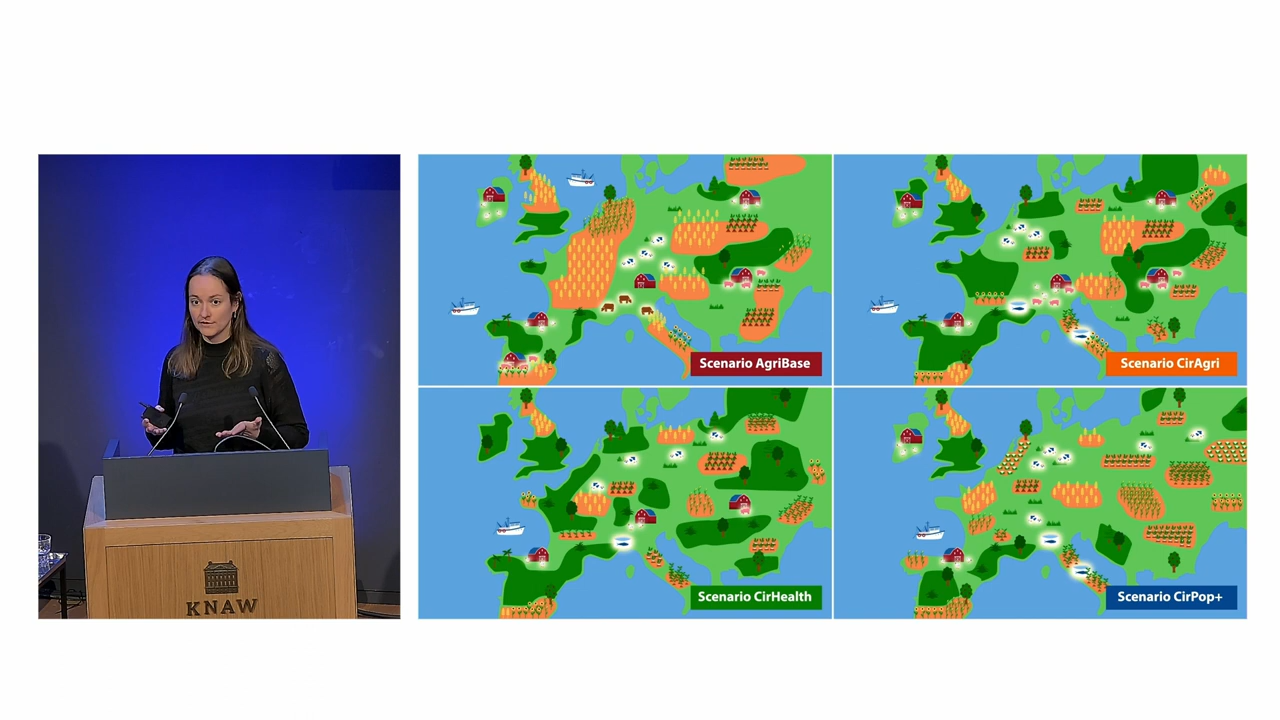 KNAW
Scenario AgriBase
Scenario CirAgri
Scenario CirHealth
Scenario CirPop+